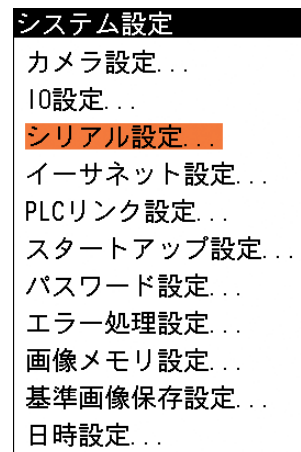 システム設定
カメラ設定...
IO設定...
シリアル設定...
イーサネット設定...
PLCリンク設定...
スタートアップ設定...
パスワード設定...
エラー処理設定...
画像メモリ設定...
基準画像保存設定...
日時設定...